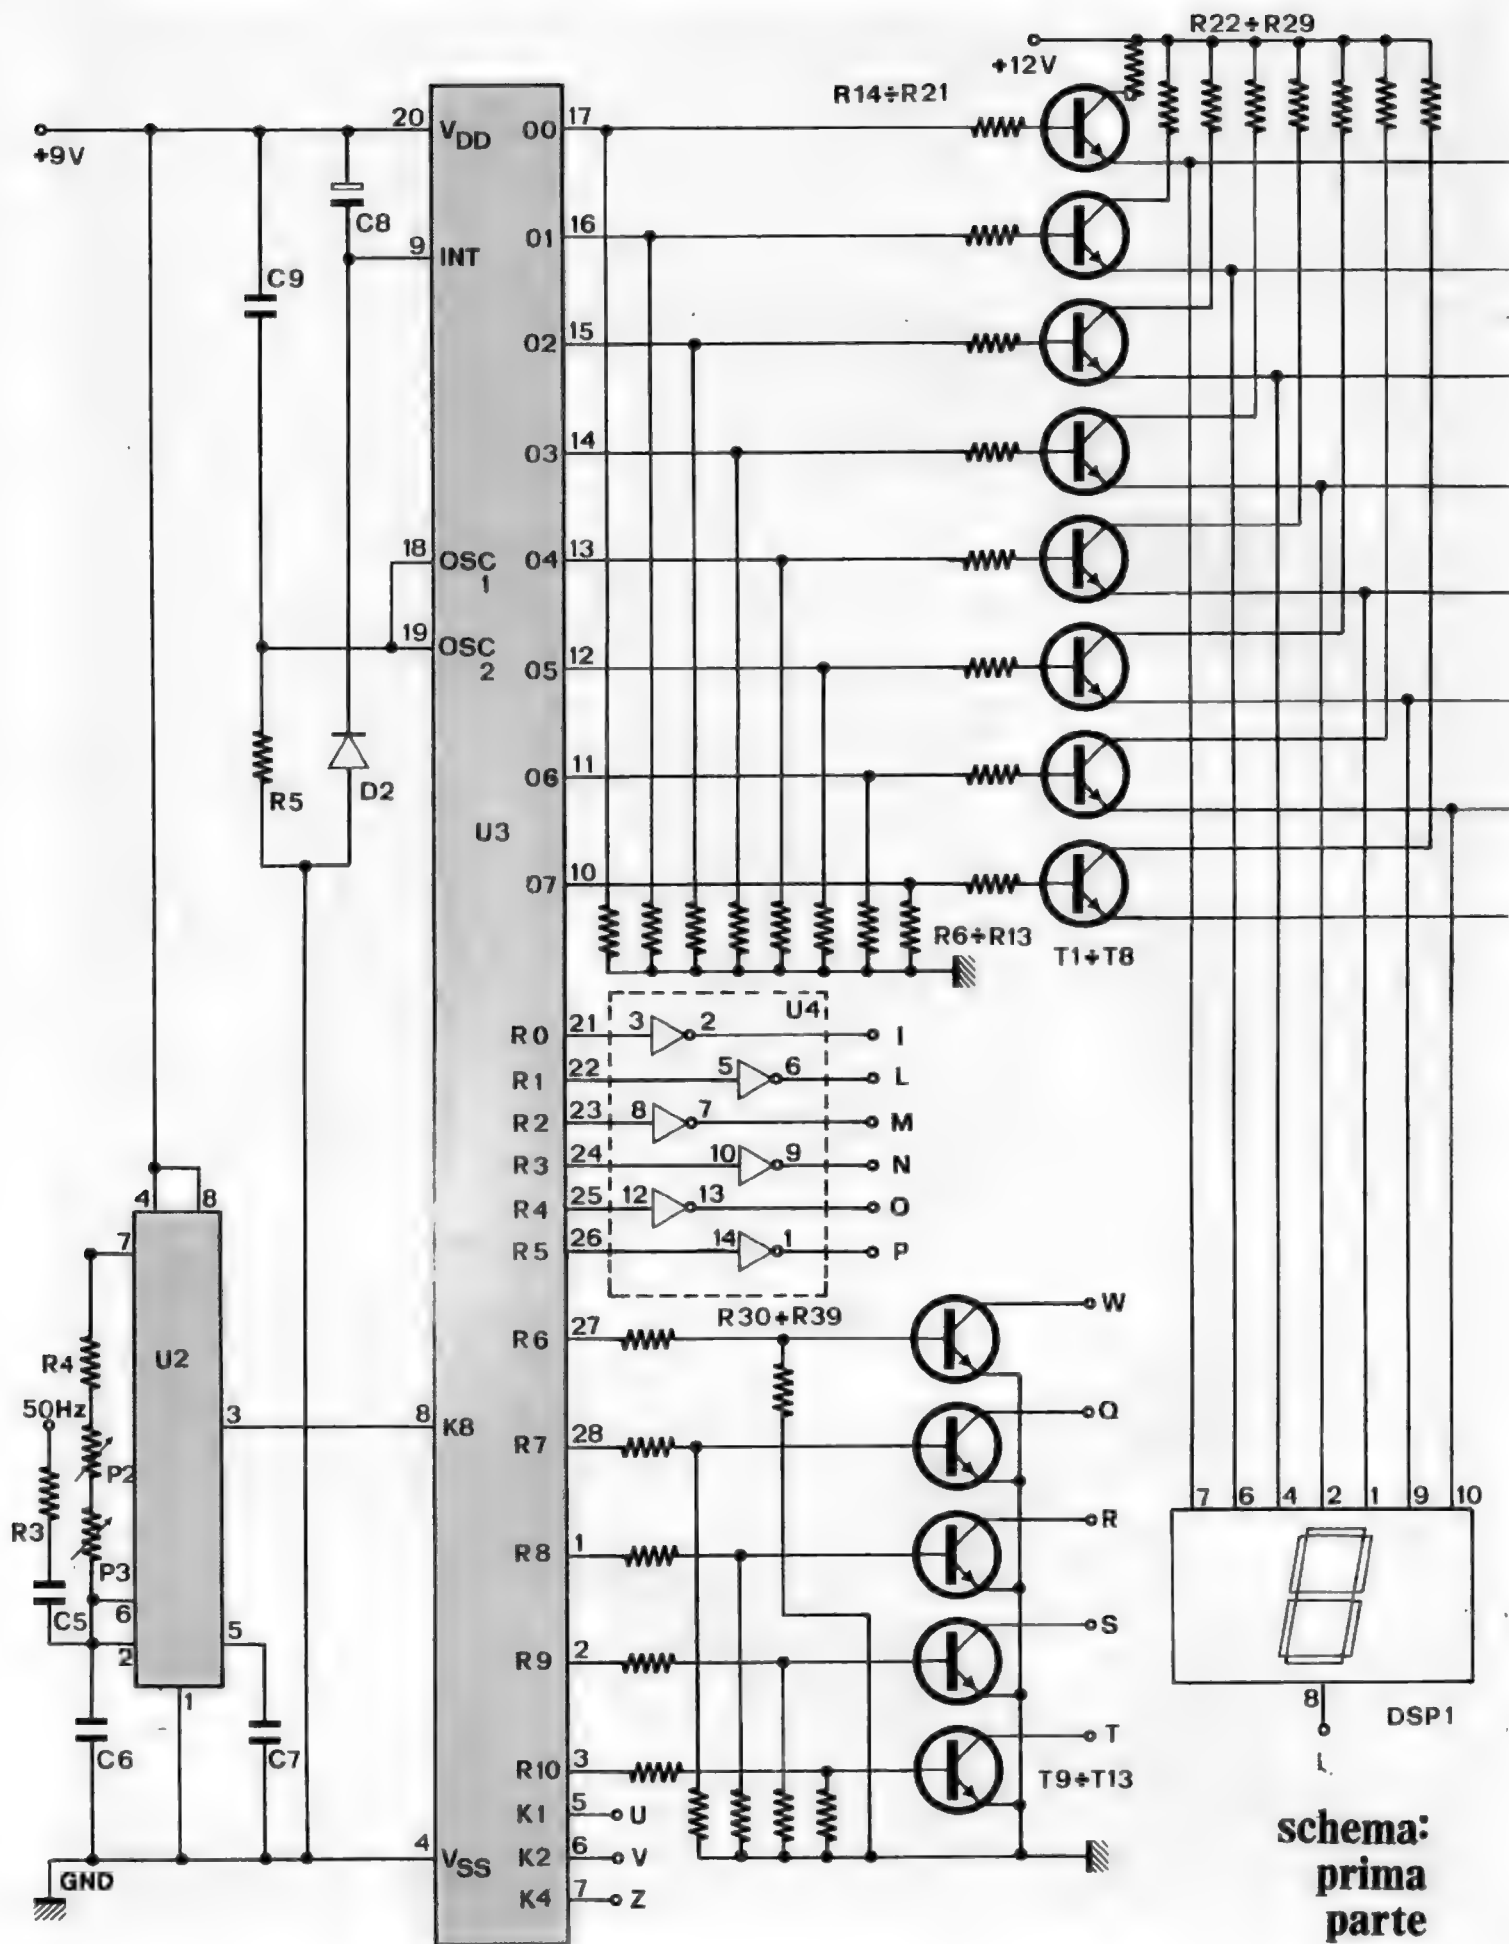 R22÷R29
+12V
R14÷R21
+9V
20 VDD 00 17
C8
9 INT 01 16
C9
02 15
03 14
18 OSC 1 04 13
19 OSC 2 05 12
R5
D2
06 11
U3
07 10
R6÷R13
T1÷T8
U4
R0 21 3 2 I
R1 22 5 6 L
R2 23 8 7 M
R3 24 10 9 N
R4 25 12 13 O
R5 26 14 1 P
4 8
7
R30÷R39
W
R6 27
R4
U2
50Hz
3 8 K8
Q
R7 28
P2
R3
R
R8 1
P3
C5
6
2
5
S
R9 2
1
C6
C7
T
R10 3
T9÷T13
K1 5 U
4 VSS K2 6 V
GND
K4 7 Z
7 6 4 2 1 9 10
8
DSP1
schema:
prima
parte